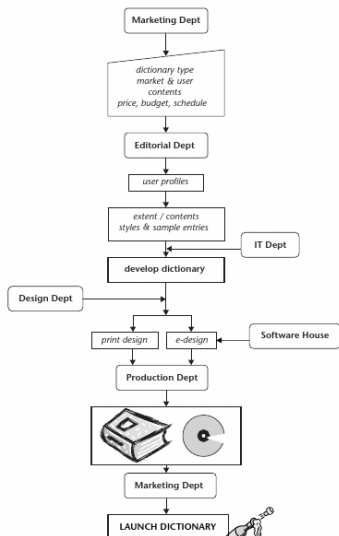 Marketing Dept
dictionary type
market & user
contents
price, budget, schedule
Editorial Dept
user profiles
extent / contents
styles & sample entries
IT Dept
develop dictionary
Design Dept
print design
e-design
Software House
Production Dept
Marketing Dept
LAUNCH DICTIONARY